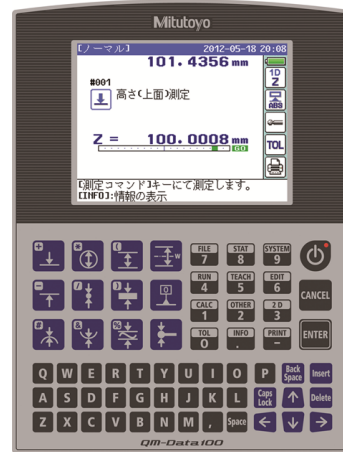 Mitutoyo
[ノーマル] 2012-05-18 20:08
101.4356 mm
1D
Z
#001
高さ(上面)測定
ABS
Z = 100.0008 mm
TOL
GO
[測定コマンド]キーにて測定します。
[INFO]:情報の表示
FILE STAT SYSTEM
7 8 9
W
RUN TEACH EDIT
4 5 6
CANCEL
CALC OTHER 2 D
1 2 3
TOL INFO PRINT
0 . −
ENTER
Q W E R T Y U I O P Back Space Insert
A S D F G H J K L Caps Lock Delete
Z X C V B N M , Space
QM-Data100